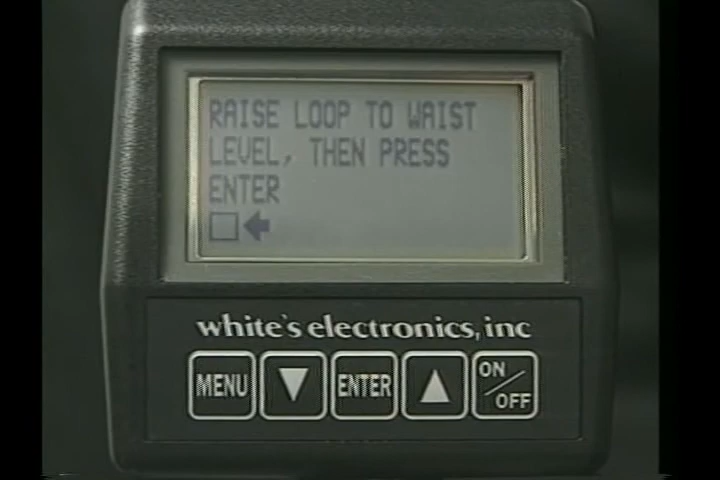 RAISE LOOP TO WAIST
LEVEL, THEN PRESS
ENTER
white's electronics, inc
MENU
ENTER
ON/OFF